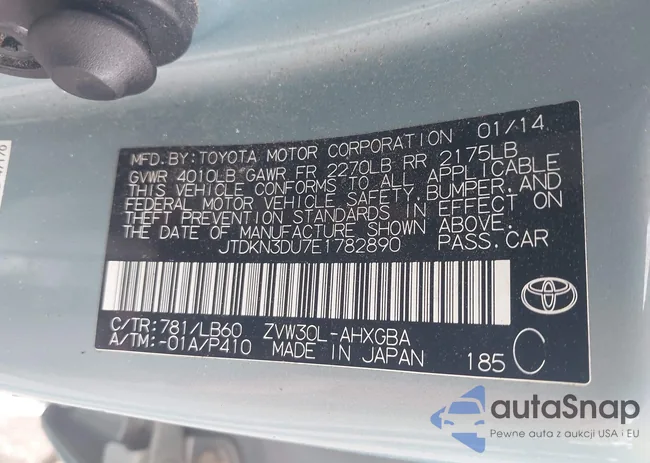 MFD.BY:TOYOTA MOTOR CORPORATION 01/14
GVWR 4010LB GAWR FR 2270LB RR 2175LB
THIS VEHICLE CONFORMS TO ALL APPLICABLE
FEDERAL MOTOR VEHICLE SAFETY,BUMPER,AND
THEFT PREVENTION STANDARDS IN EFFECT ON
THE DATE OF MANUFACTURE SHOWN ABOVE.
JTDKN3DU7E1782890 PASS.CAR
C/TR:781/LB60 ZVW30L-AHXGBA
A/TM:-01A/P410 MADE IN JAPAN 185 C
autaSnap
Pewne auta z aukcji USA i EU